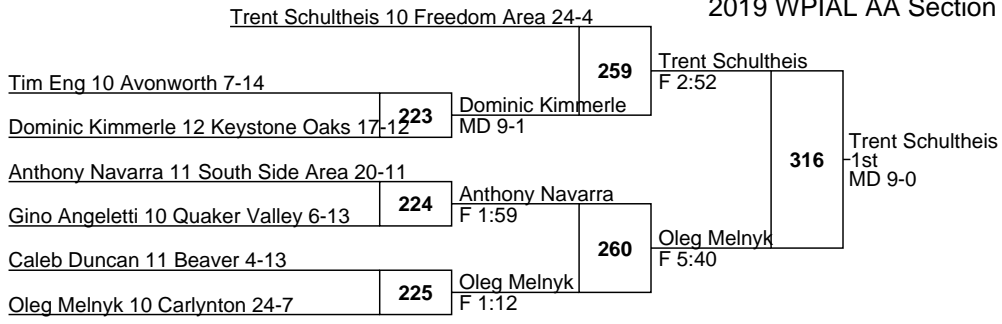 2019 WPIAL AA Section
Trent Schultheis 10 Freedom Area 24-4
259
Trent Schultheis
F 2:52
Tim Eng 10 Avonworth 7-14
223
Dominic Kimmerle
MD 9-1
Dominic Kimmerle 12 Keystone Oaks 17-12
316
Trent Schultheis
1st
MD 9-0
Anthony Navarra 11 South Side Area 20-11
224
Anthony Navarra
F 1:59
Gino Angeletti 10 Quaker Valley 6-13
260
Oleg Melnyk
F 5:40
Caleb Duncan 11 Beaver 4-13
225
Oleg Melnyk
F 1:12
Oleg Melnyk 10 Carlynton 24-7